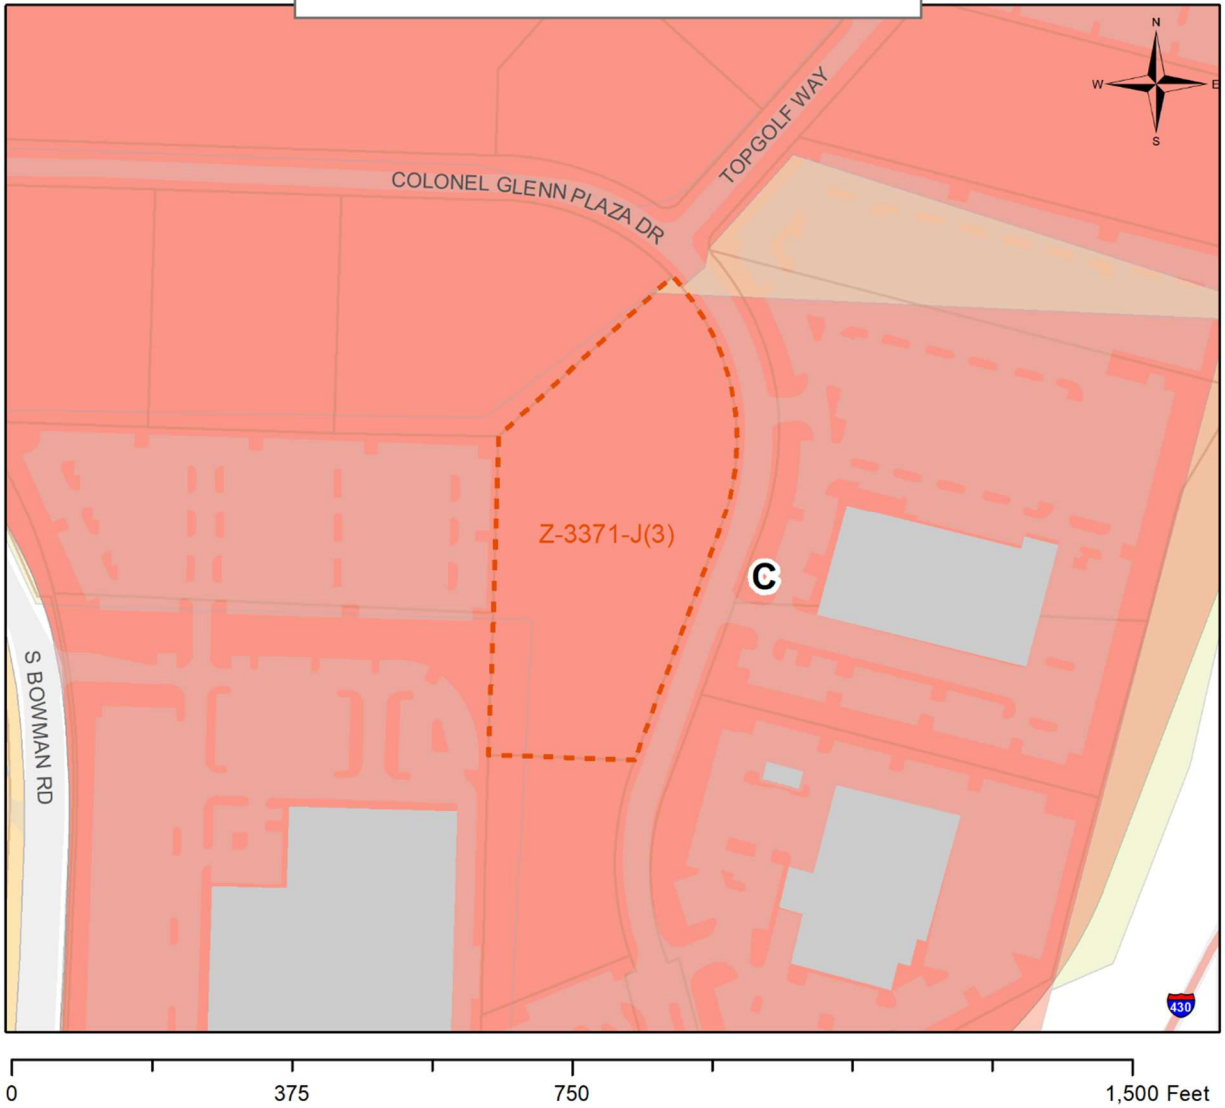 N
W E
S
TOPGOLF WAY
COLONEL GLENN PLAZA DR
Z-3371-J(3)
C
S BOWMAN RD
430
0 375 750 1,500 Feet